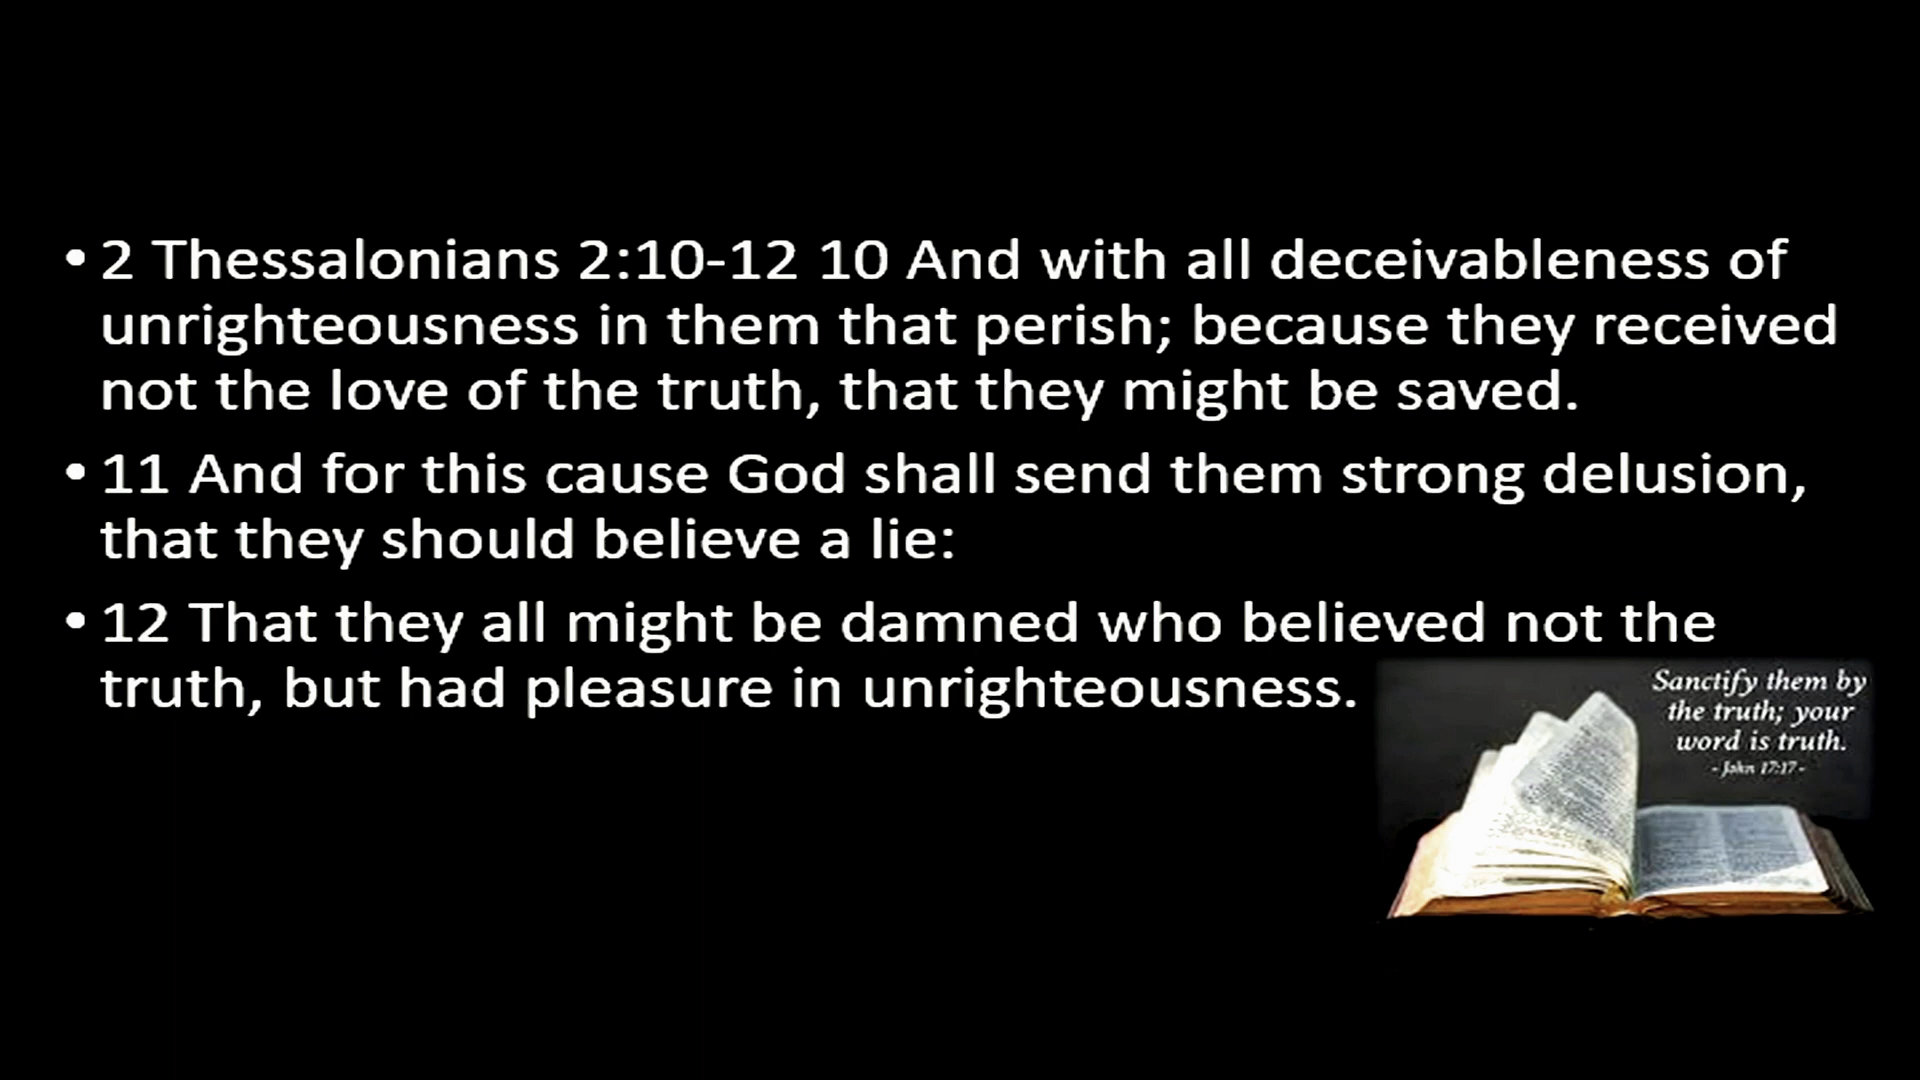 • 2 Thessalonians 2:10-12 10 And with all deceivableness of
unrighteousness in them that perish; because they received
not the love of the truth, that they might be saved.
• 11 And for this cause God shall send them strong delusion,
that they should believe a lie:
• 12 That they all might be damned who believed not the
truth, but had pleasure in unrighteousness.
Sanctify them by
the truth; your
word is truth.
- John 17:17 -